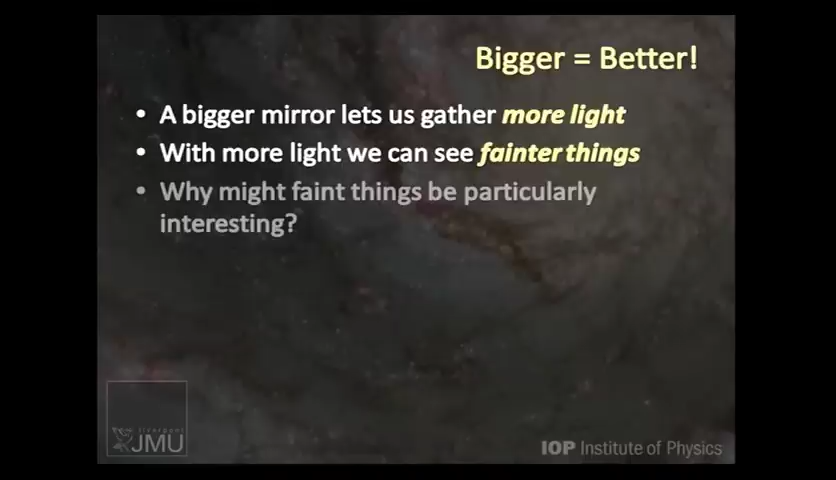 Bigger = Better!
• A bigger mirror lets us gather more light
• With more light we can see fainter things
• Why might faint things be particularly
interesting?
liverpool
JMU
IOP Institute of Physics